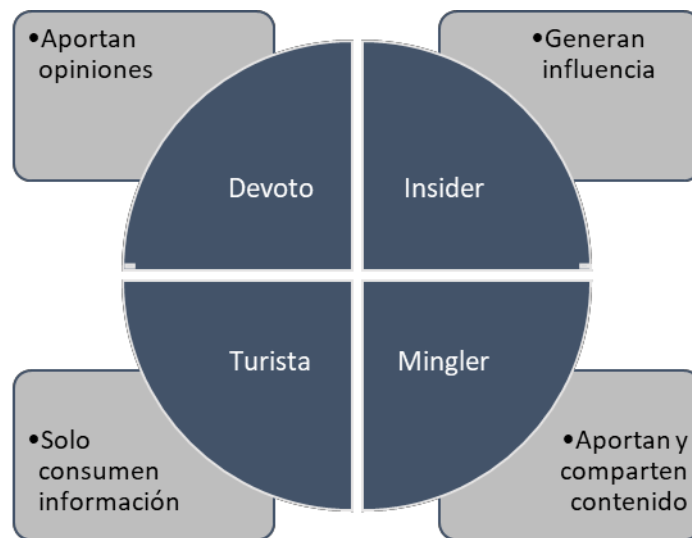 •Aportan
opiniones
•Generan
influencia
Devoto
Insider
Turista
Mingler
•Solo
consumen
información
•Aportan y
comparten
contenido